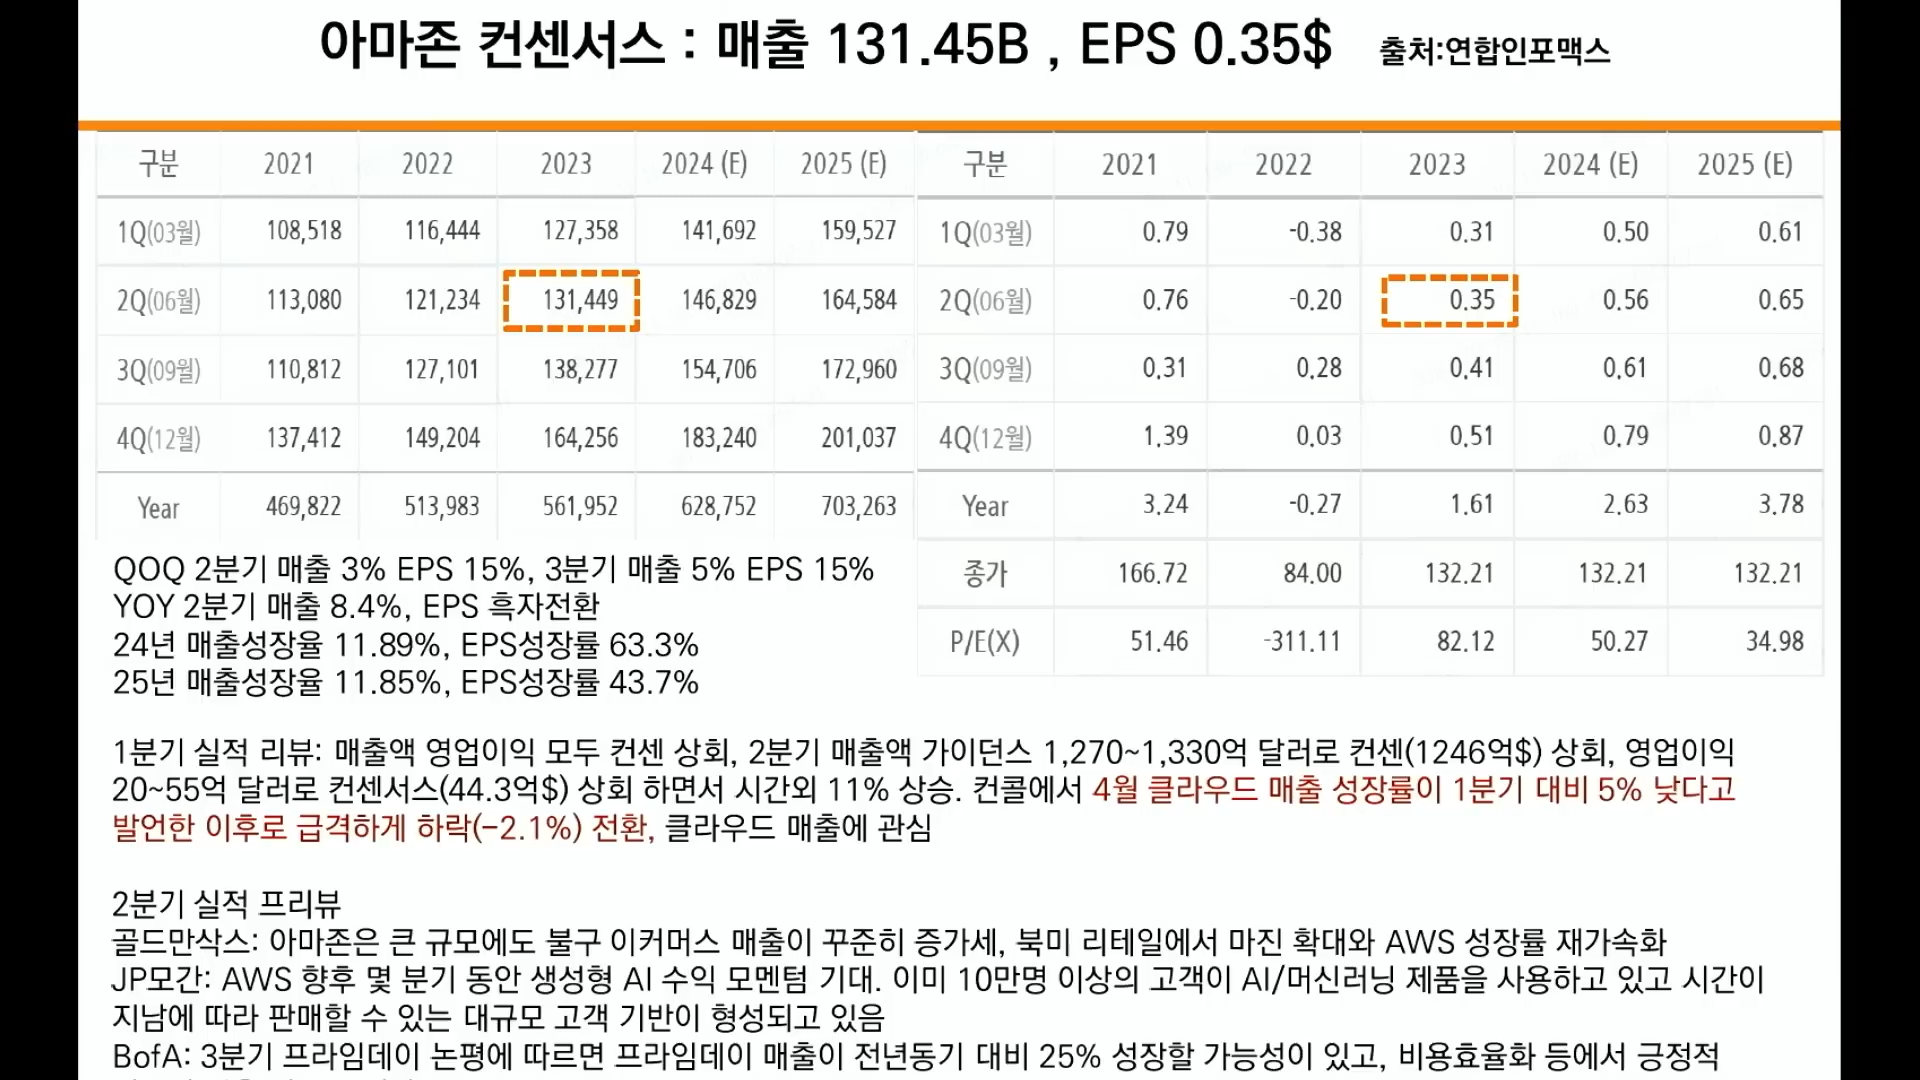 아마존 컨센서스 : 매출 131.45B , EPS 0.35$ 출처:연합인포맥스
구분 2021 2022 2023 2024 (E) 2025 (E)
1Q(03월) 108,518 116,444 127,358 141,692 159,527
2Q(06월) 113,080 121,234 131,449 146,829 164,584
3Q(09월) 110,812 127,101 138,277 154,706 172,960
4Q(12월) 137,412 149,204 164,256 183,240 201,037
Year 469,822 513,983 561,952 628,752 703,263
구분 2021 2022 2023 2024 (E) 2025 (E)
1Q(03월) 0.79 -0.38 0.31 0.50 0.61
2Q(06월) 0.76 -0.20 0.35 0.56 0.65
3Q(09월) 0.31 0.28 0.41 0.61 0.68
4Q(12월) 1.39 0.03 0.51 0.79 0.87
Year 3.24 -0.27 1.61 2.63 3.78
종가 166.72 84.00 132.21 132.21 132.21
P/E(X) 51.46 -311.11 82.12 50.27 34.98
QOQ 2분기 매출 3% EPS 15%, 3분기 매출 5% EPS 15%
YOY 2분기 매출 8.4%, EPS 흑자전환
24년 매출성장율 11.89%, EPS성장률 63.3%
25년 매출성장율 11.85%, EPS성장률 43.7%
1분기 실적 리뷰: 매출액 영업이익 모두 컨센 상회, 2분기 매출액 가이던스 1,270~1,330억 달러로 컨센(1246억$) 상회, 영업이익
20~55억 달러로 컨센서스(44.3억$) 상회 하면서 시간외 11% 상승. 컨콜에서 4월 클라우드 매출 성장률이 1분기 대비 5% 낮다고
발언한 이후로 급격하게 하락(-2.1%) 전환, 클라우드 매출에 관심
2분기 실적 프리뷰
골드만삭스: 아마존은 큰 규모에도 불구 이커머스 매출이 꾸준히 증가세, 북미 리테일에서 마진 확대와 AWS 성장률 재가속화
JP모간: AWS 향후 몇 분기 동안 생성형 AI 수익 모멘텀 기대. 이미 10만명 이상의 고객이 AI/머신러닝 제품을 사용하고 있고 시간이
지남에 따라 판매할 수 있는 대규모 고객 기반이 형성되고 있음
BofA: 3분기 프라임데이 논평에 따르면 프라임데이 매출이 전년동기 대비 25% 성장할 가능성이 있고, 비용효율화 등에서 긍정적